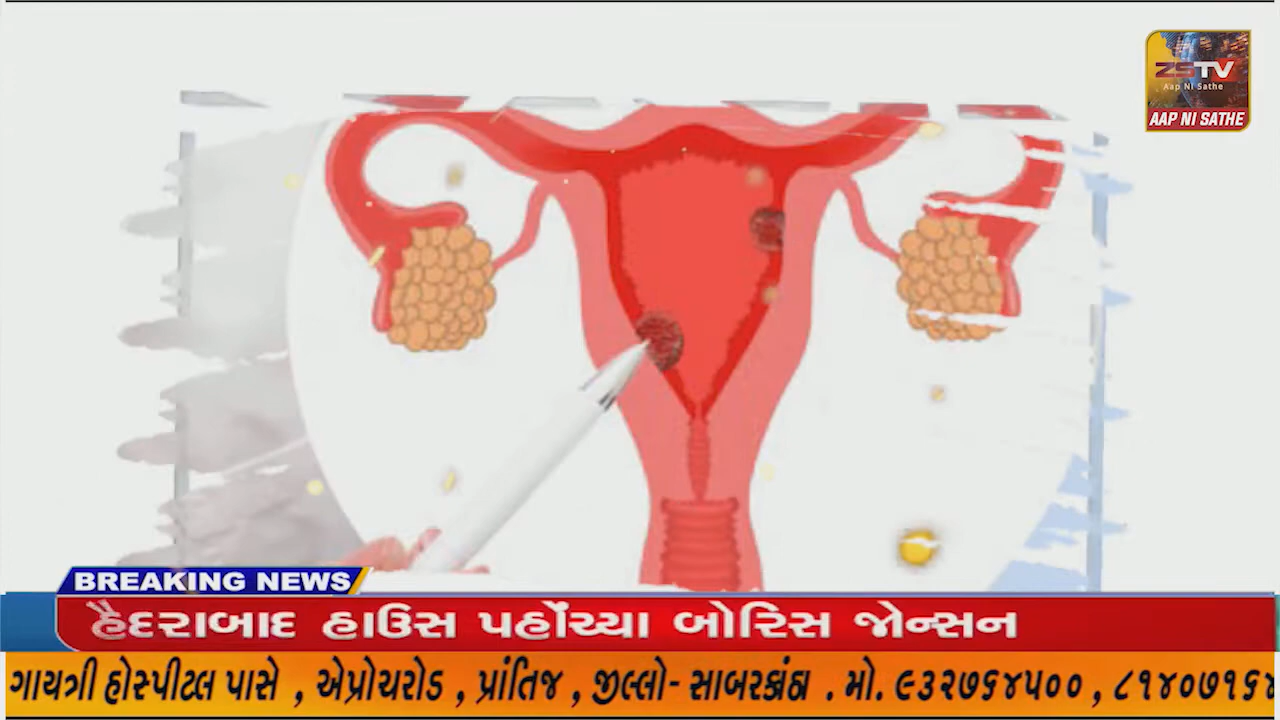 ZSTV
Aap Ni Sathe
AAP NI SATHE
BREAKING NEWS
હૈદરાબાદ હાઉસ પહોંચ્યા બોરિસ જોન્સન
ગાયત્રી હોસ્પીટલ પાસે , એપ્રોચરોડ , પ્રાંતિજ , જીલ્લો- સાબરકાંઠા . મો. ૯૩૨૭૬૪૫૦૦ , ૮૧૪૦૭૧૬૪